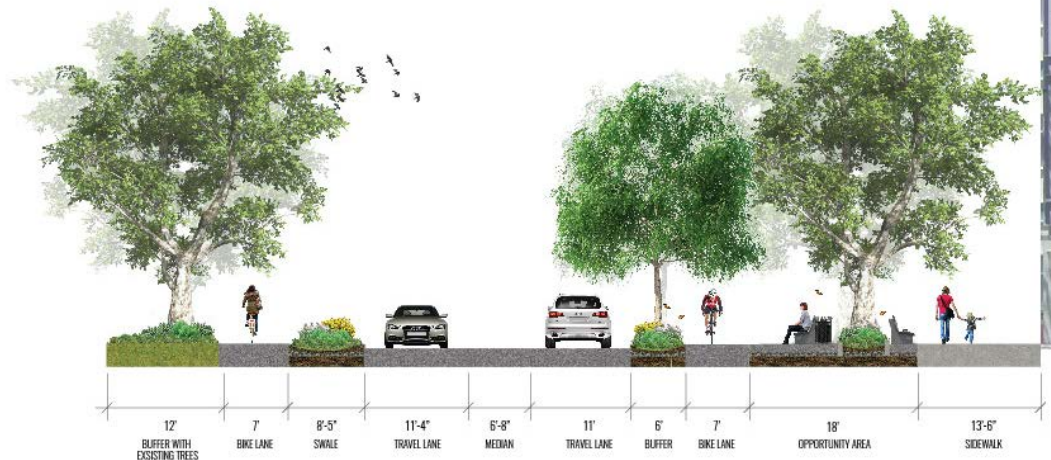 12'
BUFFER WITH
EXSISTING TREES
7'
BIKE LANE
8'-5"
SWALE
11'-4"
TRAVEL LANE
6'-8"
MEDIAN
11'
TRAVEL LANE
6'
BUFFER
7'
BIKE LANE
18'
OPPORTUNITY AREA
13'-6"
SIDEWALK